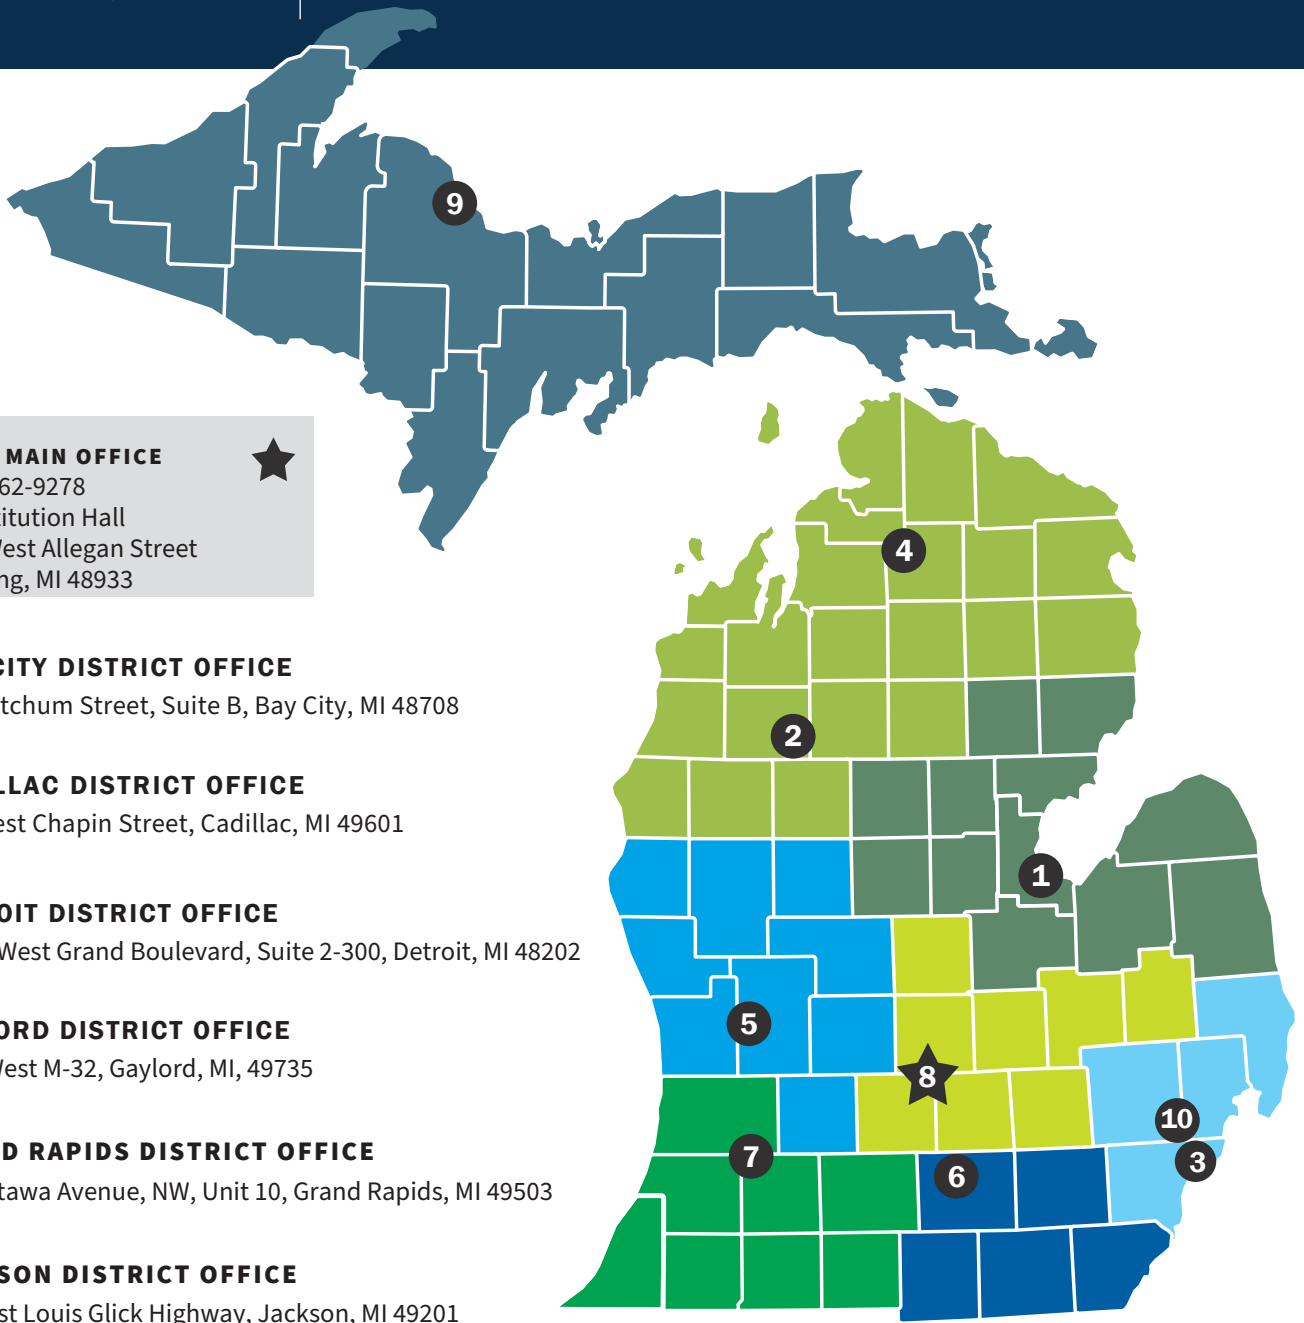 MAIN OFFICE
62-9278
titution Hall
West Allegan Street
ng, MI 48933
CITY DISTRICT OFFICE
tchum Street, Suite B, Bay City, MI 48708
LLAC DISTRICT OFFICE
est Chapin Street, Cadillac, MI 49601
OIT DISTRICT OFFICE
West Grand Boulevard, Suite 2-300, Detroit, MI 48202
ORD DISTRICT OFFICE
West M-32, Gaylord, MI, 49735
D RAPIDS DISTRICT OFFICE
tawa Avenue, NW, Unit 10, Grand Rapids, MI 49503
SON DISTRICT OFFICE
st Louis Glick Highway, Jackson, MI 49201
9
4
2
1
5
8
10
3
7
6